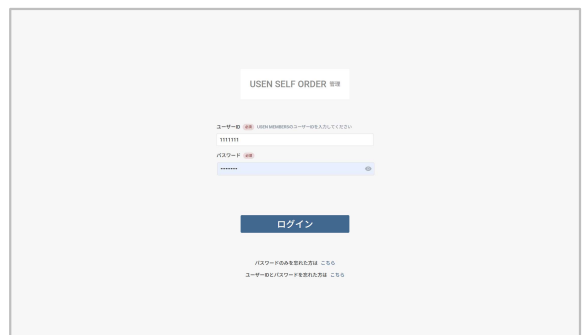 USEN SELF ORDER 管理
ユーザーID 必須 USEN MEMBERSのユーザーIDを入力してください
1111111
パスワード 必須
•••••••
ログイン
パスワードのみを忘れた方は こちら
ユーザーIDとパスワードを忘れた方は こちら